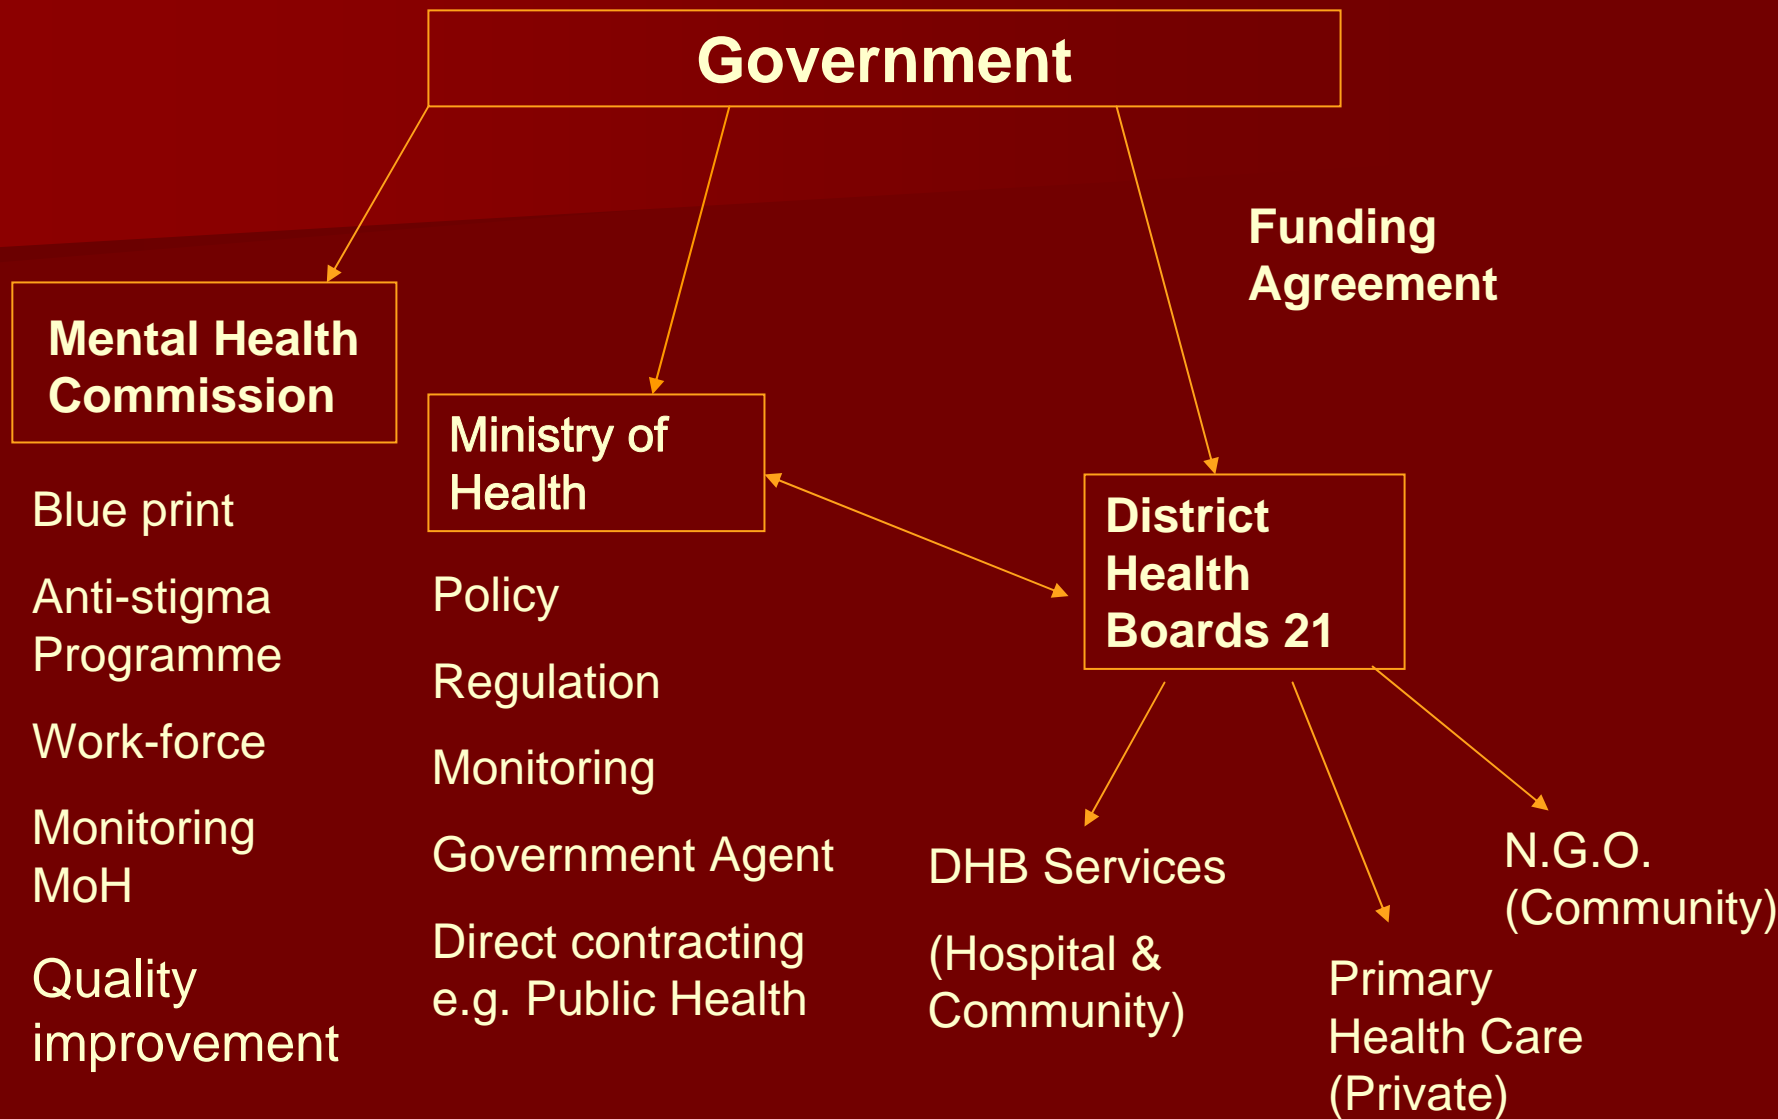 Government
Funding
Agreement
Mental Health
Commission
Blue print
Anti-stigma
Programme
Work-force
Monitoring
MoH
Quality
improvement
Ministry of
Health
Policy
Regulation
Monitoring
Government Agent
Direct contracting
e.g. Public Health
District
Health
Boards 21
DHB Services
(Hospital &
Community)
Primary
Health Care
(Private)
N.G.O.
(Community)